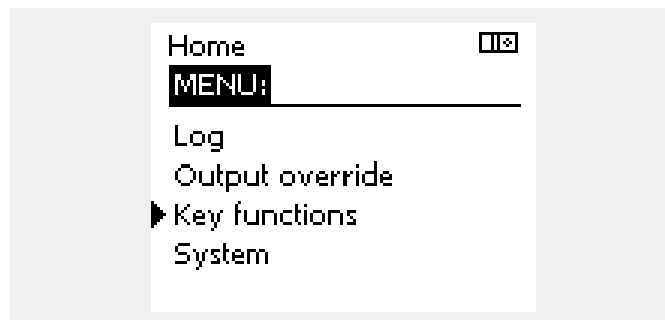 Home
MENU:
Log
Output override
Key functions
System